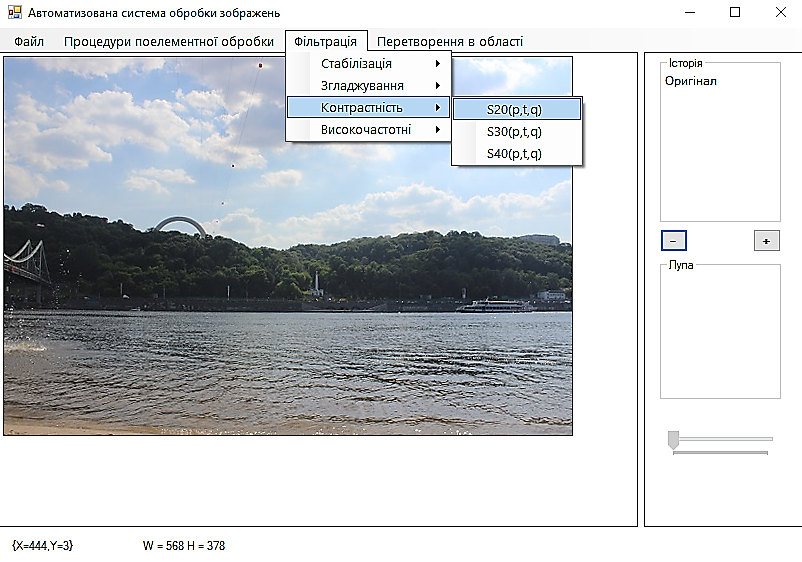 Автоматизована система обробки зображень
Файл Процедури поелементної обробки Фільтрація Перетворення в області
Стабілізація
Згладжування
Контрастність
Високочастотні
S20(p,t,q)
S30(p,t,q)
S40(p,t,q)
Історія
Оригінал
- +
Лупа
{X=444,Y=3} W = 568 H = 378